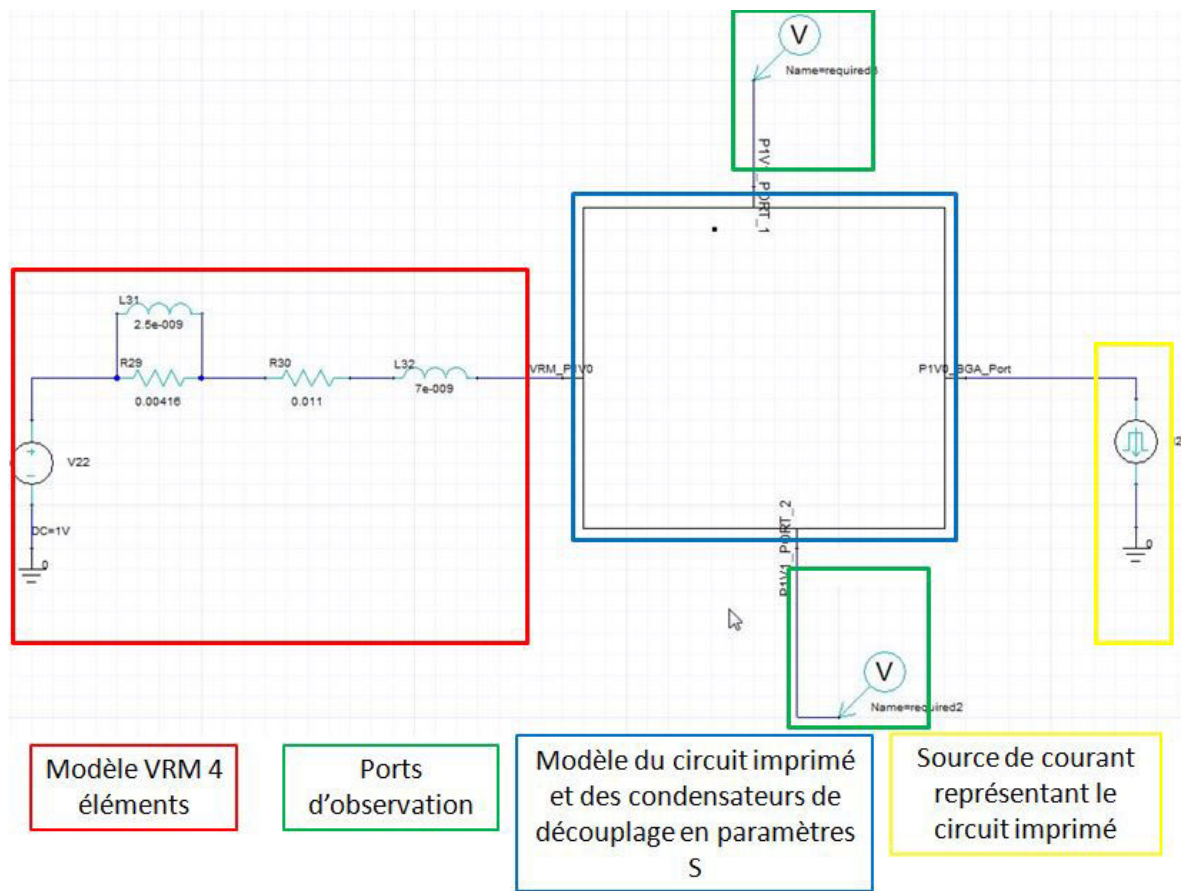 V
Name=required3
P1V1_PORT_1
L31
2.5e-009
R29
0.00416
R30
0.011
L32
7e-009
VRM_P1V0
P1V0_BGA_Port
V22
DC=1V
0
0
P1V1_PORT_2
V
Name=required2
Modèle VRM 4
éléments
Ports
d'observation
Modèle du circuit imprimé
et des condensateurs de
découplage en paramètres
S
Source de courant
représentant le
circuit imprimé